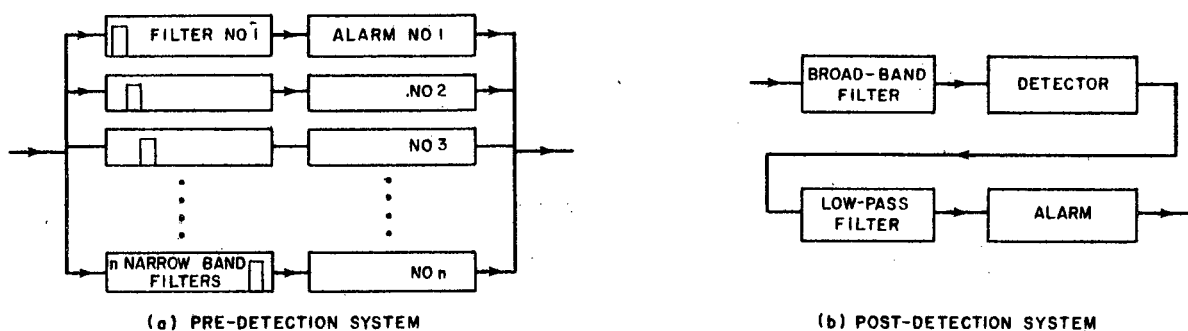 FILTER NO 1
ALARM NO 1
.NO 2
NO 3
n NARROW BAND
FILTERS
NO n
(a) PRE-DETECTION SYSTEM
BROAD-BAND
FILTER
DETECTOR
LOW-PASS
FILTER
ALARM
(b) POST-DETECTION SYSTEM